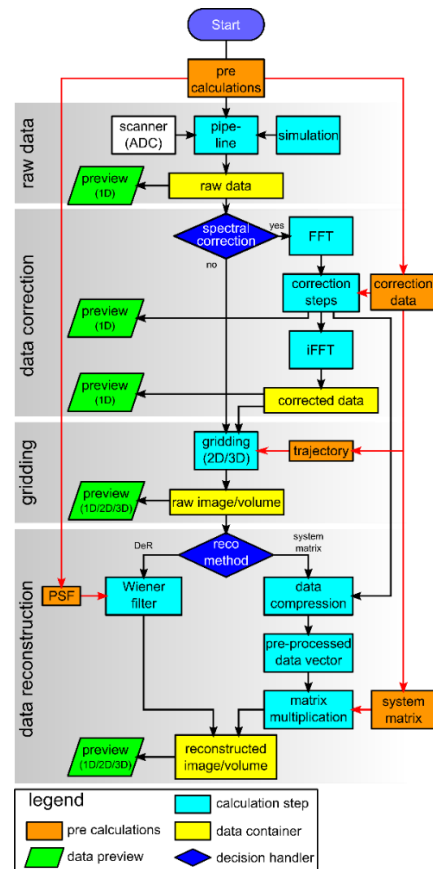 Start
pre
calculations
raw data
scanner
(ADC)
pipe-
line
simulation
preview
(1D)
raw data
data correction
spectral
correction
yes
no
FFT
correction
steps
correction
data
preview
(1D)
iFFT
preview
(1D)
corrected data
gridding
gridding
(2D/3D)
trajectory
preview
(1D/2D/3D)
raw image/volume
data reconstruction
reco
method
DeR
system
matrix
PSF
Wiener
filter
data
compression
pre-processed
data vector
matrix
multiplication
system
matrix
preview
(1D/2D/3D)
reconstructed
image/volume
legend
calculation step
pre calculations
data container
data preview
decision handler